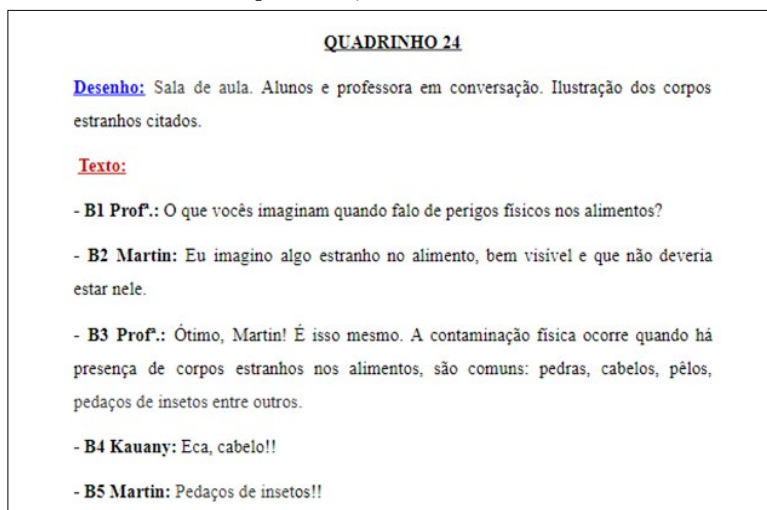 QUADRINHO 24
Desenho: Sala de aula. Alunos e professora em conversação. Ilustração dos corpos
estranhos citados.
Texto:
- B1 Profª.: O que vocês imaginam quando falo de perigos físicos nos alimentos?
- B2 Martin: Eu imagino algo estranho no alimento, bem visível e que não deveria
estar nele.
- B3 Profª.: Ótimo, Martin! É isso mesmo. A contaminação física ocorre quando há
presença de corpos estranhos nos alimentos, são comuns: pedras, cabelos, pêlos,
pedaços de insetos entre outros.
- B4 Kauany: Eca, cabelo!!
- B5 Martin: Pedaços de insetos!!